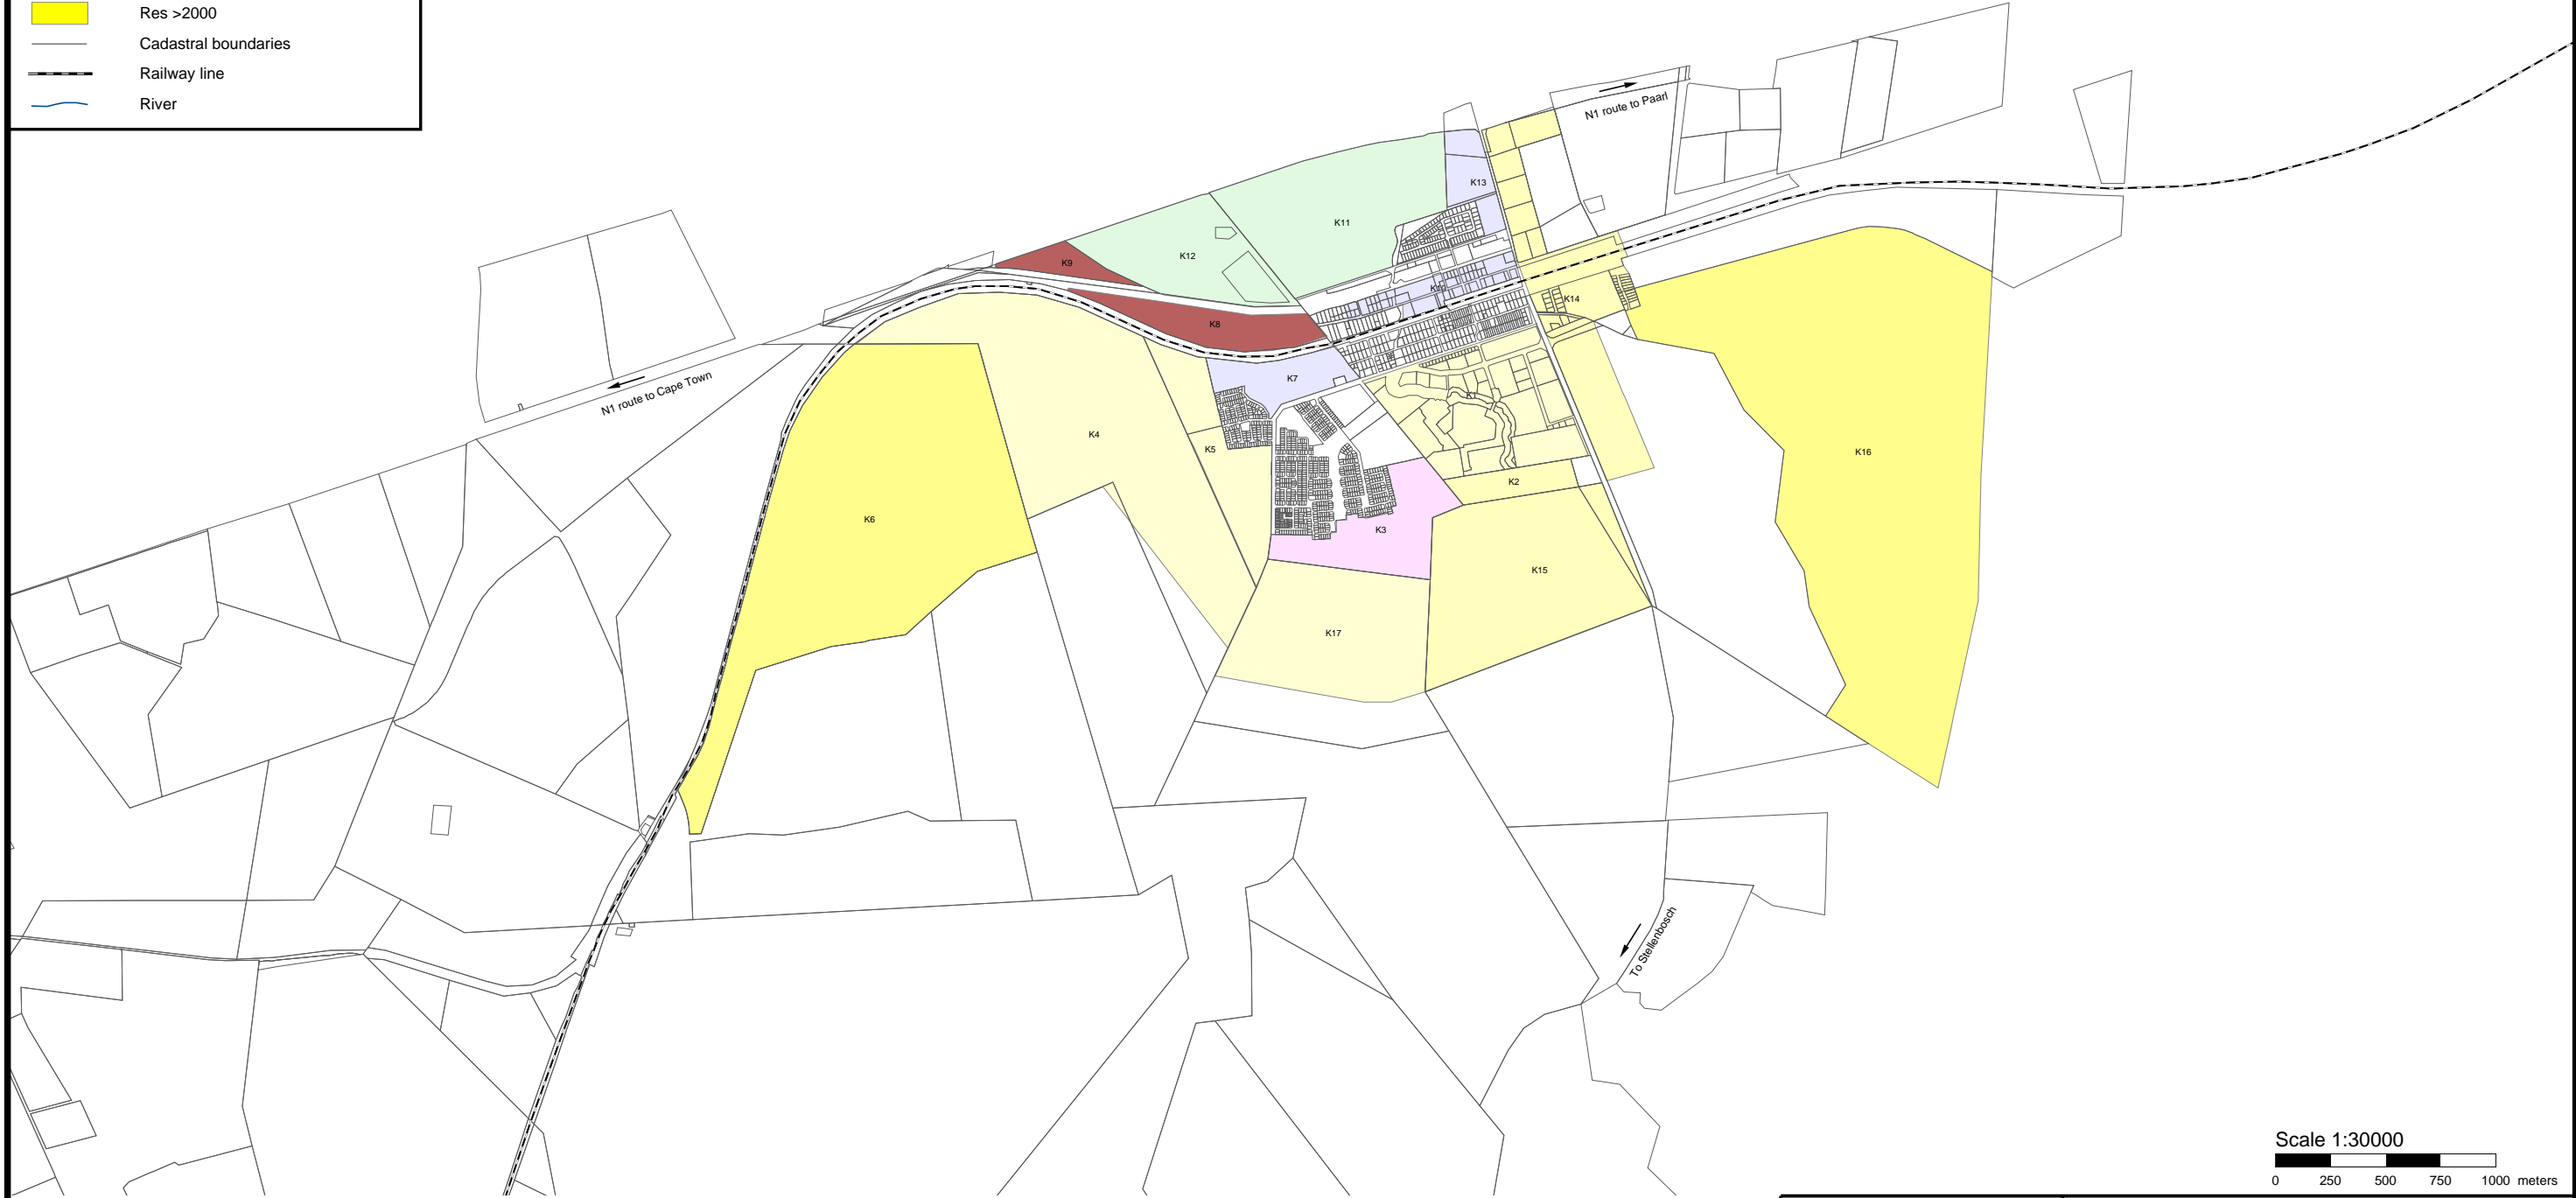 Res >2000
Cadastral boundaries
Railway line
River
N1 route to Paarl
K13
K11
K12
K9
K10
K14
K8
N1 route to Cape Town
K7
K1
K4
K5
K16
K2
K6
K3
K15
K17
To Stellenbosch
Scale 1:30000
0 250 500 750 1000 meters